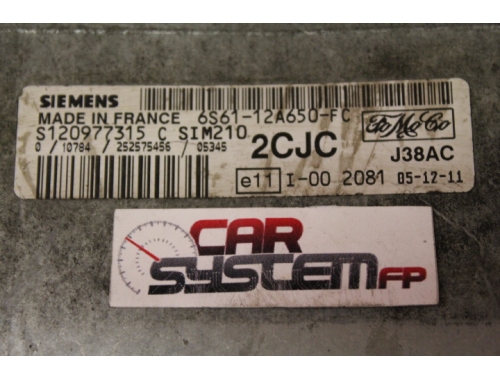 SIEMENS
MADE IN FRANCE 6S61-12A650-FC FoMoCo
S120977315 C SIM210
0 / 10784 / 252575456 / 05345 2CJC J38AC
e11 I-00 2081 05-12-11
CAR
SYSTEM FP